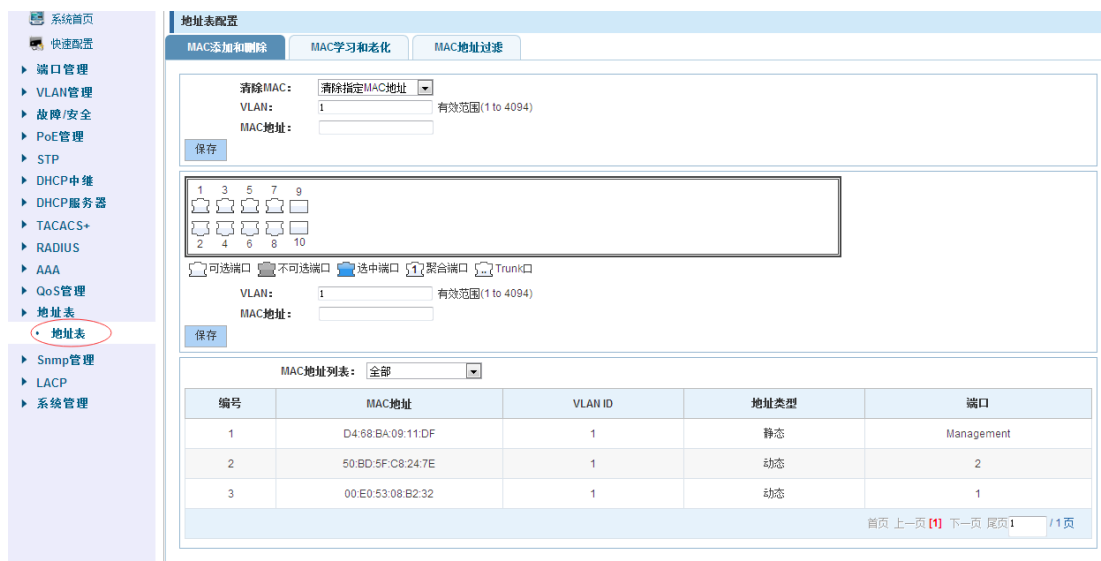 系统首页
快速配置
端口管理
VLAN管理
故障/安全
PoE管理
STP
DHCP中继
DHCP服务器
TACACS+
RADIUS
AAA
QoS管理
地址表
• 地址表
Snmp管理
LACP
系统管理
地址表配置
MAC添加和删除 MAC学习和老化 MAC地址过滤
清除MAC： 清除指定MAC地址
VLAN： 1 有效范围(1 to 4094)
MAC地址：
保存
1 3 5 7 9
2 4 6 8 10
可选端口 不可选端口 选中端口 1 聚合端口 ... Trunk口
VLAN： 1 有效范围(1 to 4094)
MAC地址：
保存
MAC地址列表： 全部
编号 MAC地址 VLAN ID 地址类型 端口
1 D4:68:BA:09:11:DF 1 静态 Management
2 50:BD:5F:C8:24:7E 1 动态 2
3 00:E0:53:08:B2:32 1 动态 1
首页 上一页 [1] 下一页 尾页 1 / 1 页